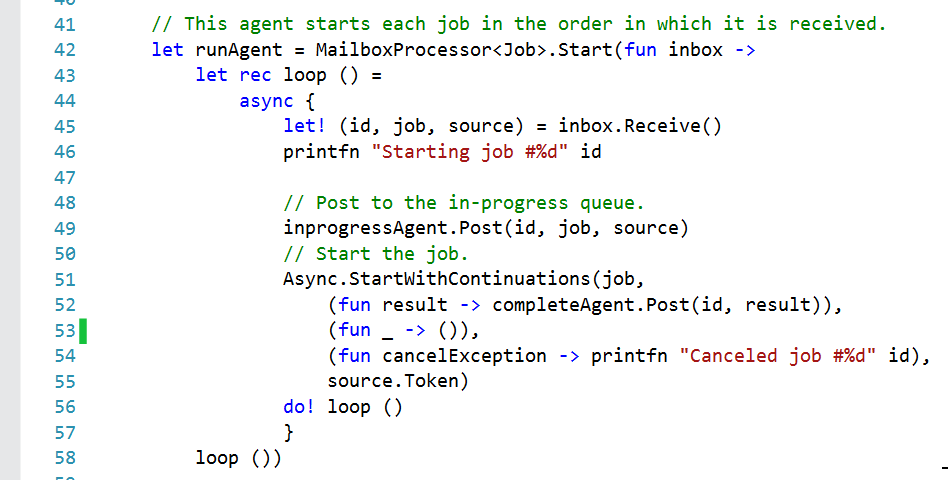 41 // This agent starts each job in the order in which it is received.
42 let runAgent = MailboxProcessor<Job>.Start(fun inbox ->
43     let rec loop () =
44         async {
45             let! (id, job, source) = inbox.Receive()
46             printfn "Starting job #%d" id
47
48             // Post to the in-progress queue.
49             inprogressAgent.Post(id, job, source)
50             // Start the job.
51             Async.StartWithContinuations(job,
52                 (fun result -> completeAgent.Post(id, result)),
53                 (fun _ -> ()),
54                 (fun cancelException -> printfn "Canceled job #%d" id),
55                 source.Token)
56             do! loop ()
57             }
58     loop ())